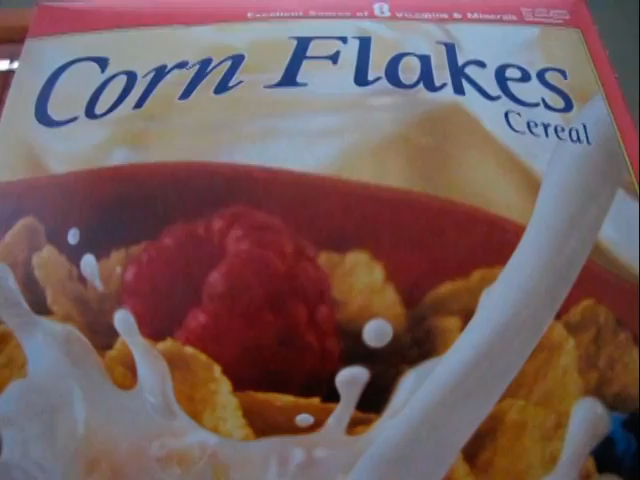 Excellent Source of 8 Vitamins & Minerals
Corn Flakes
Cereal